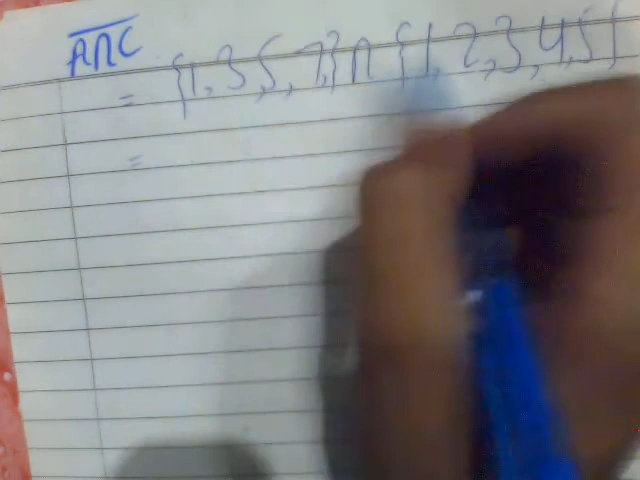 A∩C
= {1, 3, 5, 7,} ∩ {1, 2, 3, 4, 5}
=